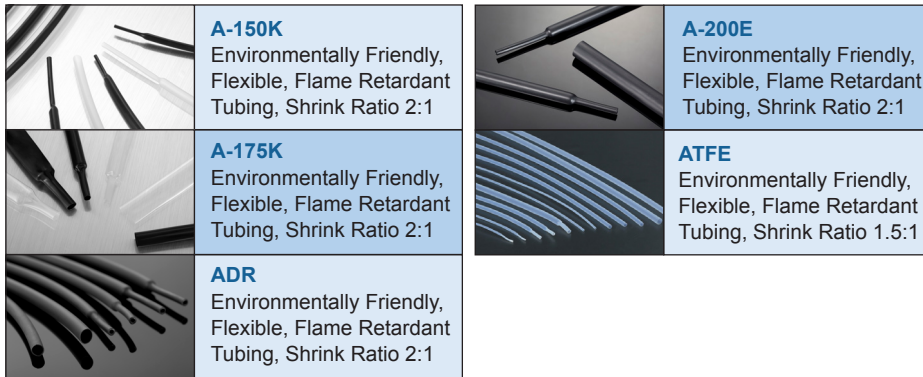 A-150K
Environmentally Friendly,
Flexible, Flame Retardant
Tubing, Shrink Ratio 2:1
A-175K
Environmentally Friendly,
Flexible, Flame Retardant
Tubing, Shrink Ratio 2:1
ADR
Environmentally Friendly,
Flexible, Flame Retardant
Tubing, Shrink Ratio 2:1
A-200E
Environmentally Friendly,
Flexible, Flame Retardant
Tubing, Shrink Ratio 2:1
ATFE
Environmentally Friendly,
Flexible, Flame Retardant
Tubing, Shrink Ratio 1.5:1